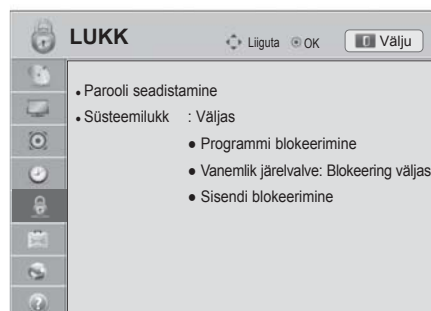 LUKK
Liiguta OK Välju
• Parooli seadistamine
• Süsteemilukk : Väljas
● Programmi blokeerimine
● Vanemlik järelvalve: Blokeering väljas
● Sisendi blokeerimine